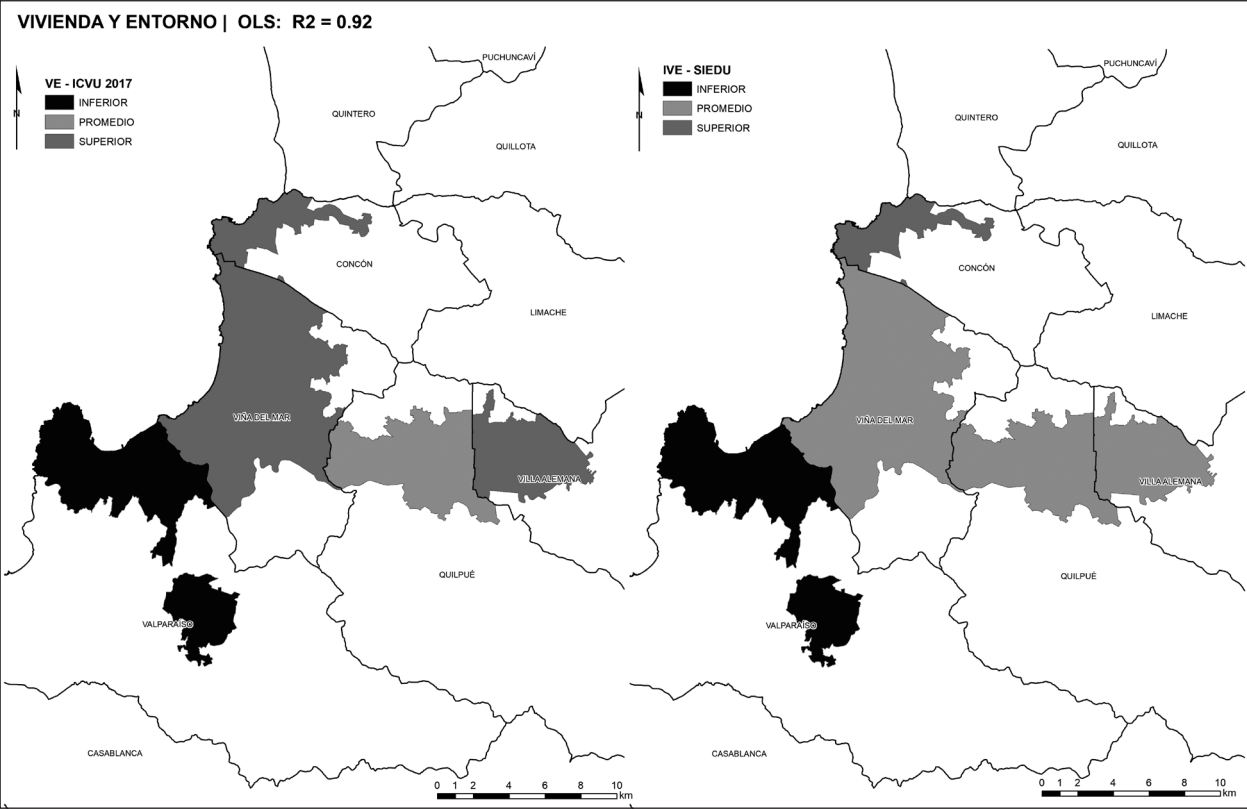 VIVIENDA Y ENTORNO | OLS: R2 = 0.92
VE - ICVU 2017
INFERIOR
PROMEDIO
SUPERIOR
N
PUCHUNCAVÍ
QUINTERO
QUILLOTA
CONCÓN
LIMACHE
VIÑA DEL MAR
VILLA ALEMANA
QUILPUÉ
VALPARAÍSO
CASABLANCA
0 1 2 4 6 8 10
km
IVE - SIEDU
INFERIOR
PROMEDIO
SUPERIOR
N
PUCHUNCAVÍ
QUINTERO
QUILLOTA
CONCÓN
LIMACHE
VIÑA DEL MAR
VILLA ALEMANA
QUILPUÉ
VALPARAÍSO
CASABLANCA
0 1 2 4 6 8 10
km